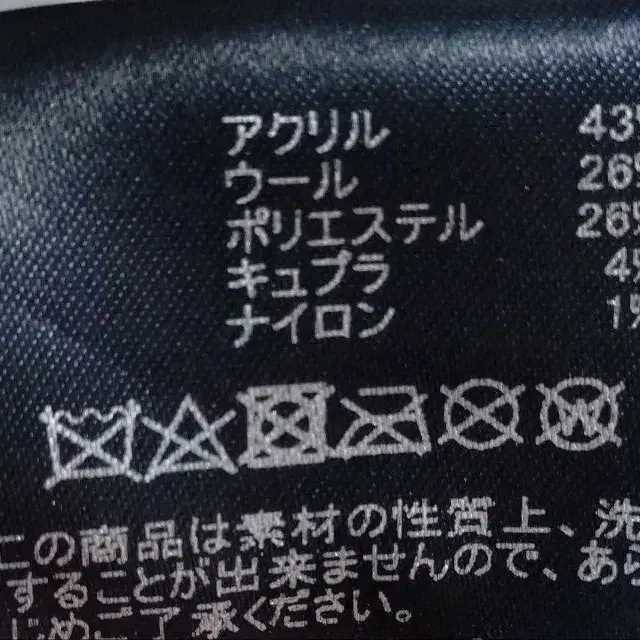 アクリル 43%
ウール 26%
ポリエステル 26%
キュプラ 4%
ナイロン 1%
この商品は素材の性質上、洗
することが出来ませんので、あら
じめご了承ください。